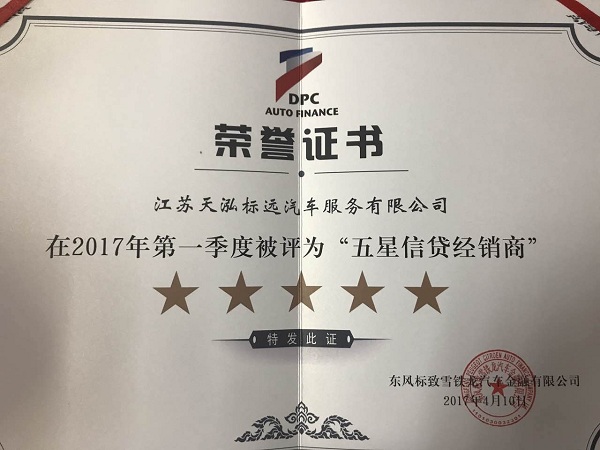 DPC
AUTO FINANCE
荣誉证书
江苏天泓标远汽车服务有限公司
在2017年第一季度被评为“五星信贷经销商”
特发此证
东风标致雪铁龙汽车金融有限公司
2017年4月10日